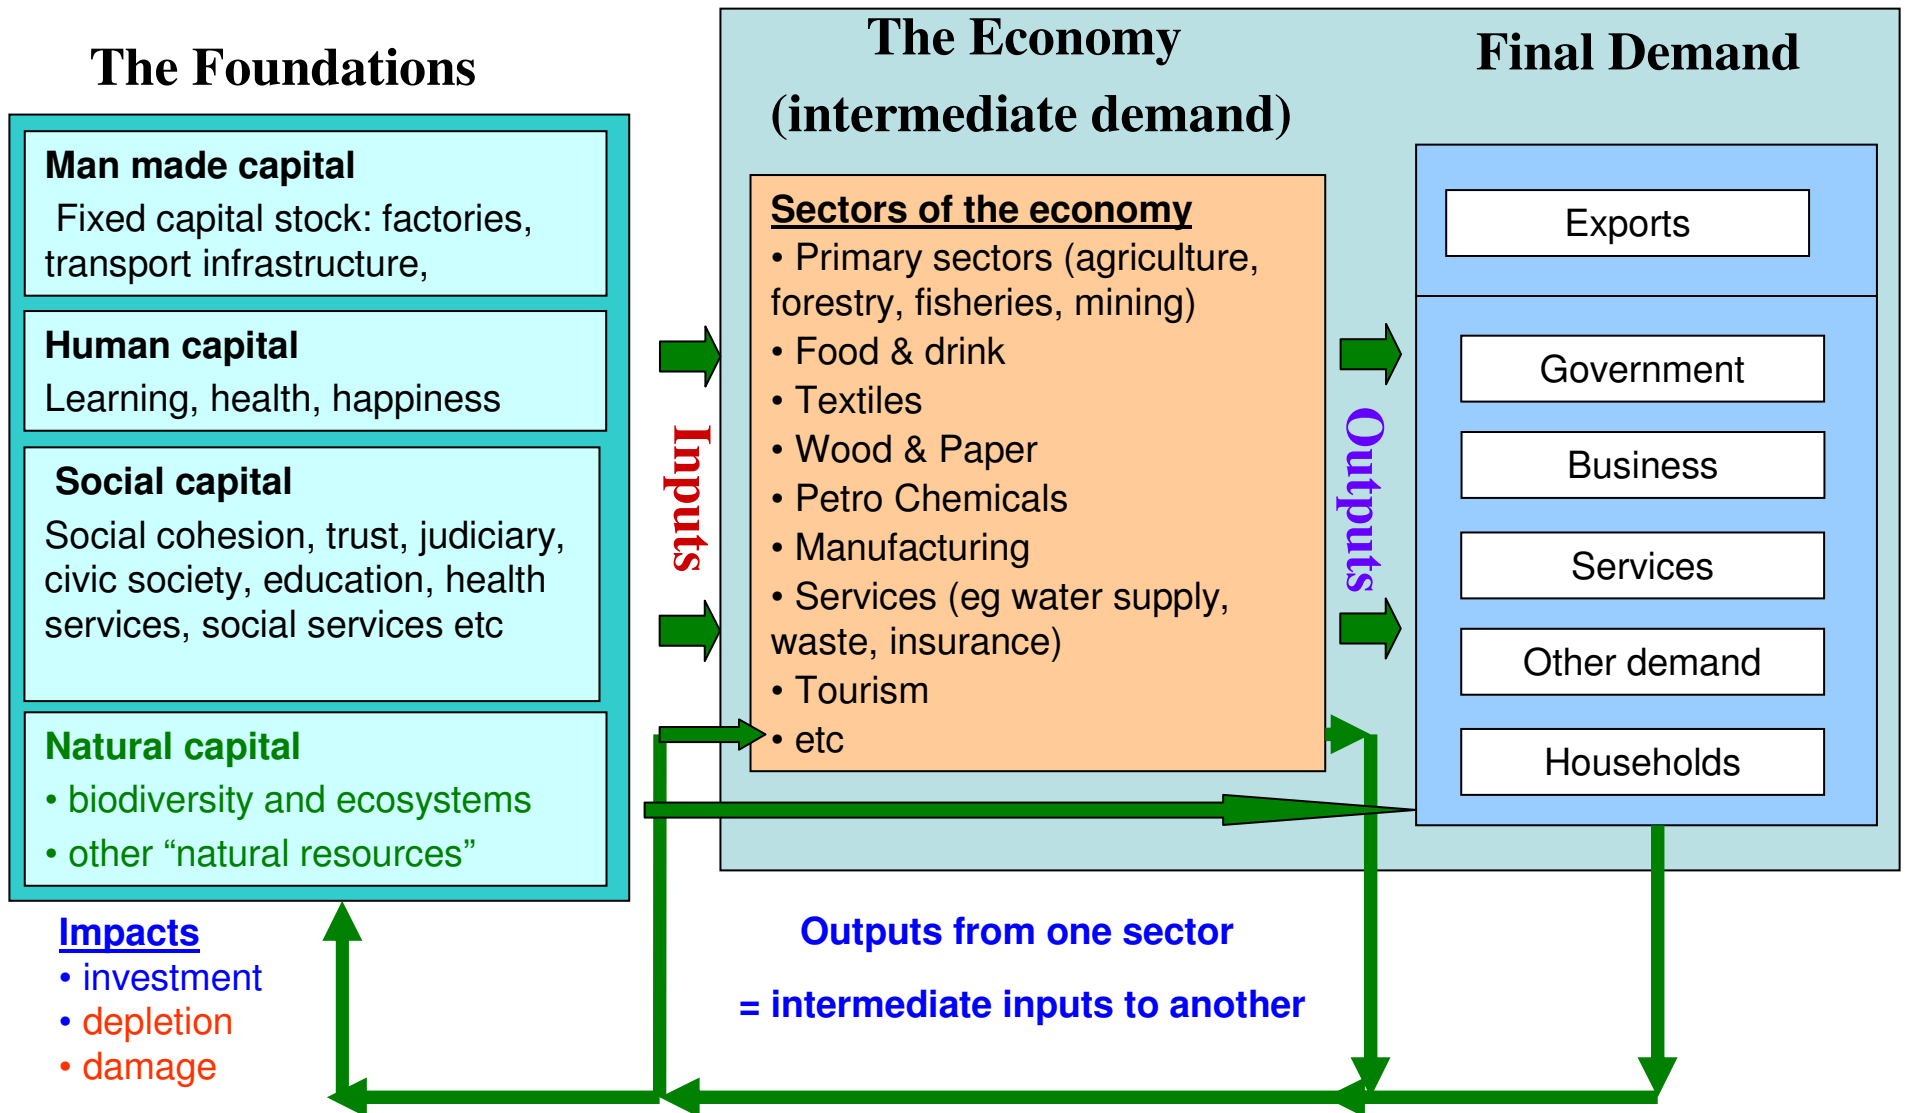 The Foundations
Man made capital
Fixed capital stock: factories,
transport infrastructure,
Human capital
Learning, health, happiness
Social capital
Social cohesion, trust, judiciary,
civic society, education, health
services, social services etc
Natural capital
• biodiversity and ecosystems
• other “natural resources”
Impacts
• investment
• depletion
• damage
Inputs
The Economy
(intermediate demand)
Sectors of the economy
• Primary sectors (agriculture,
forestry, fisheries, mining)
• Food & drink
• Textiles
• Wood & Paper
• Petro Chemicals
• Manufacturing
• Services (eg water supply,
waste, insurance)
• Tourism
• etc
Outputs from one sector
= intermediate inputs to another
Outputs
Final Demand
Exports
Government
Business
Services
Other demand
Households